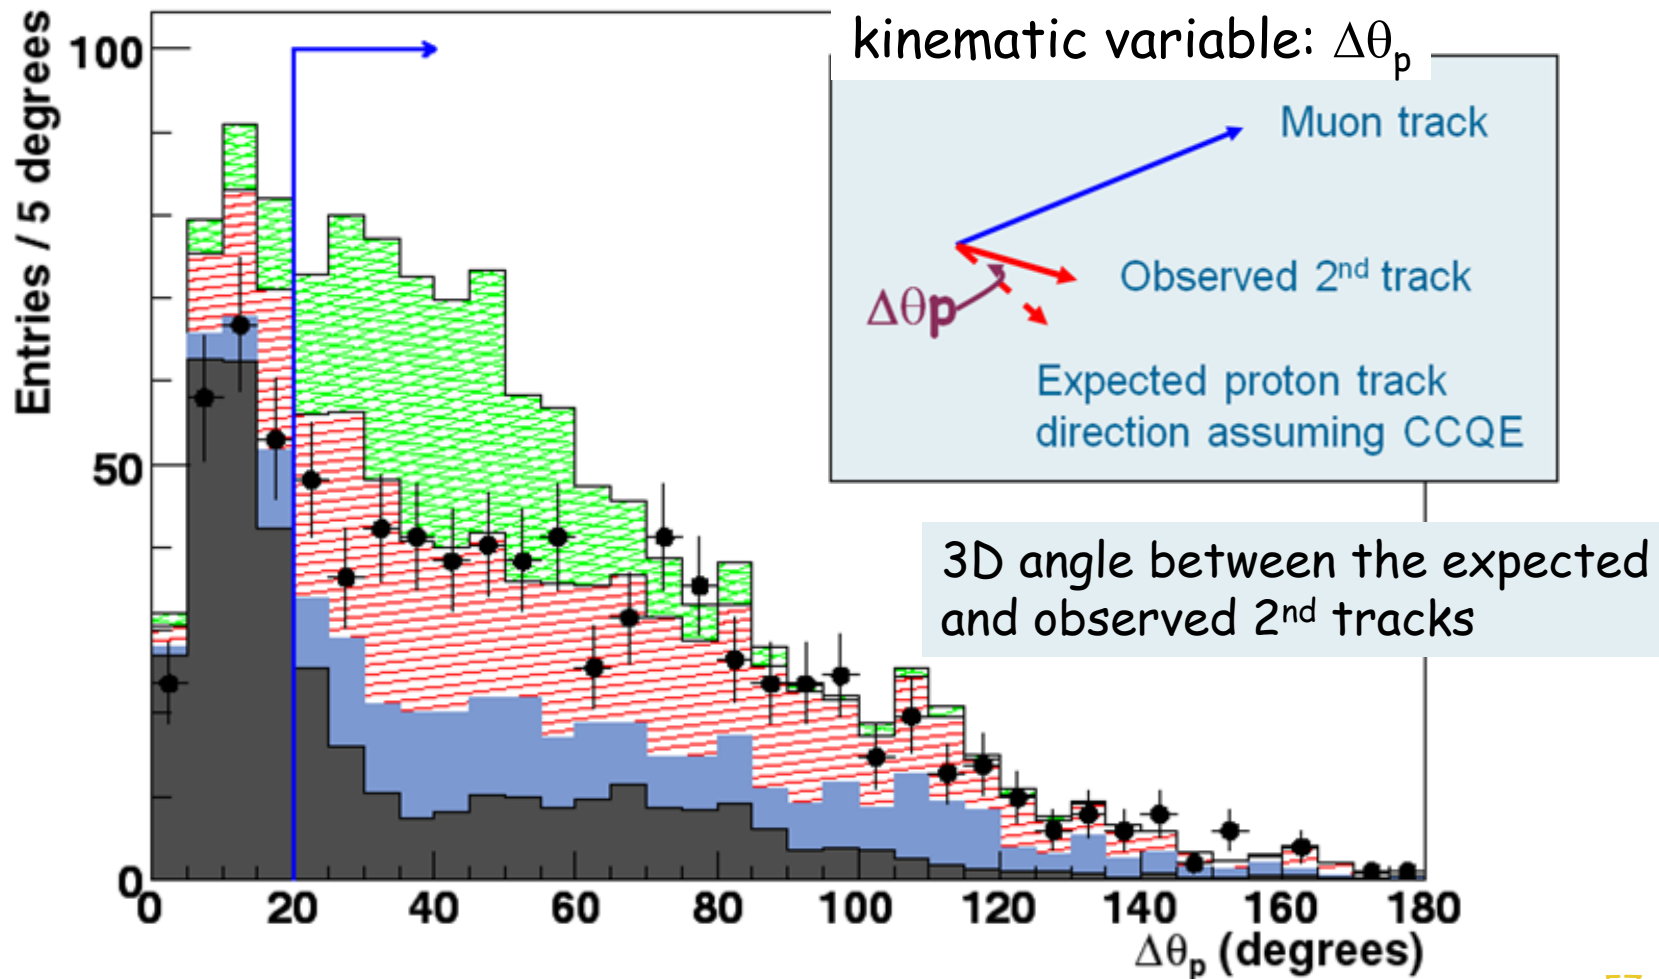 kinematic variable: Δθp
Muon track
Observed 2nd track
Δθp
Expected proton track
direction assuming CCQE
3D angle between the expected
and observed 2nd tracks
Entries / 5 degrees
100
50
0
0 20 40 60 80 100 120 140 160 180
Δθp (degrees)